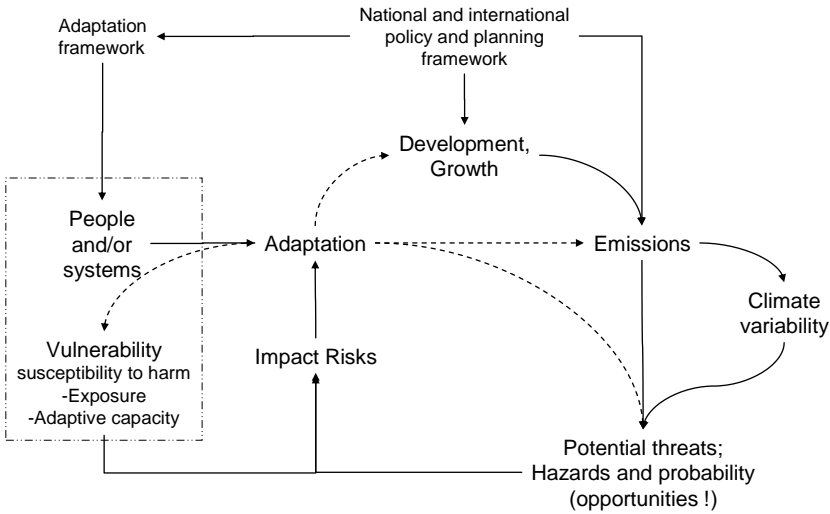 National and international
policy and planning
framework
Adaptation
framework
Development,
Growth
People
and/or
systems
Adaptation
Emissions
Climate
variability
Vulnerability
susceptibility to harm
-Exposure
-Adaptive capacity
Impact Risks
Potential threats;
Hazards and probability
(opportunities !)